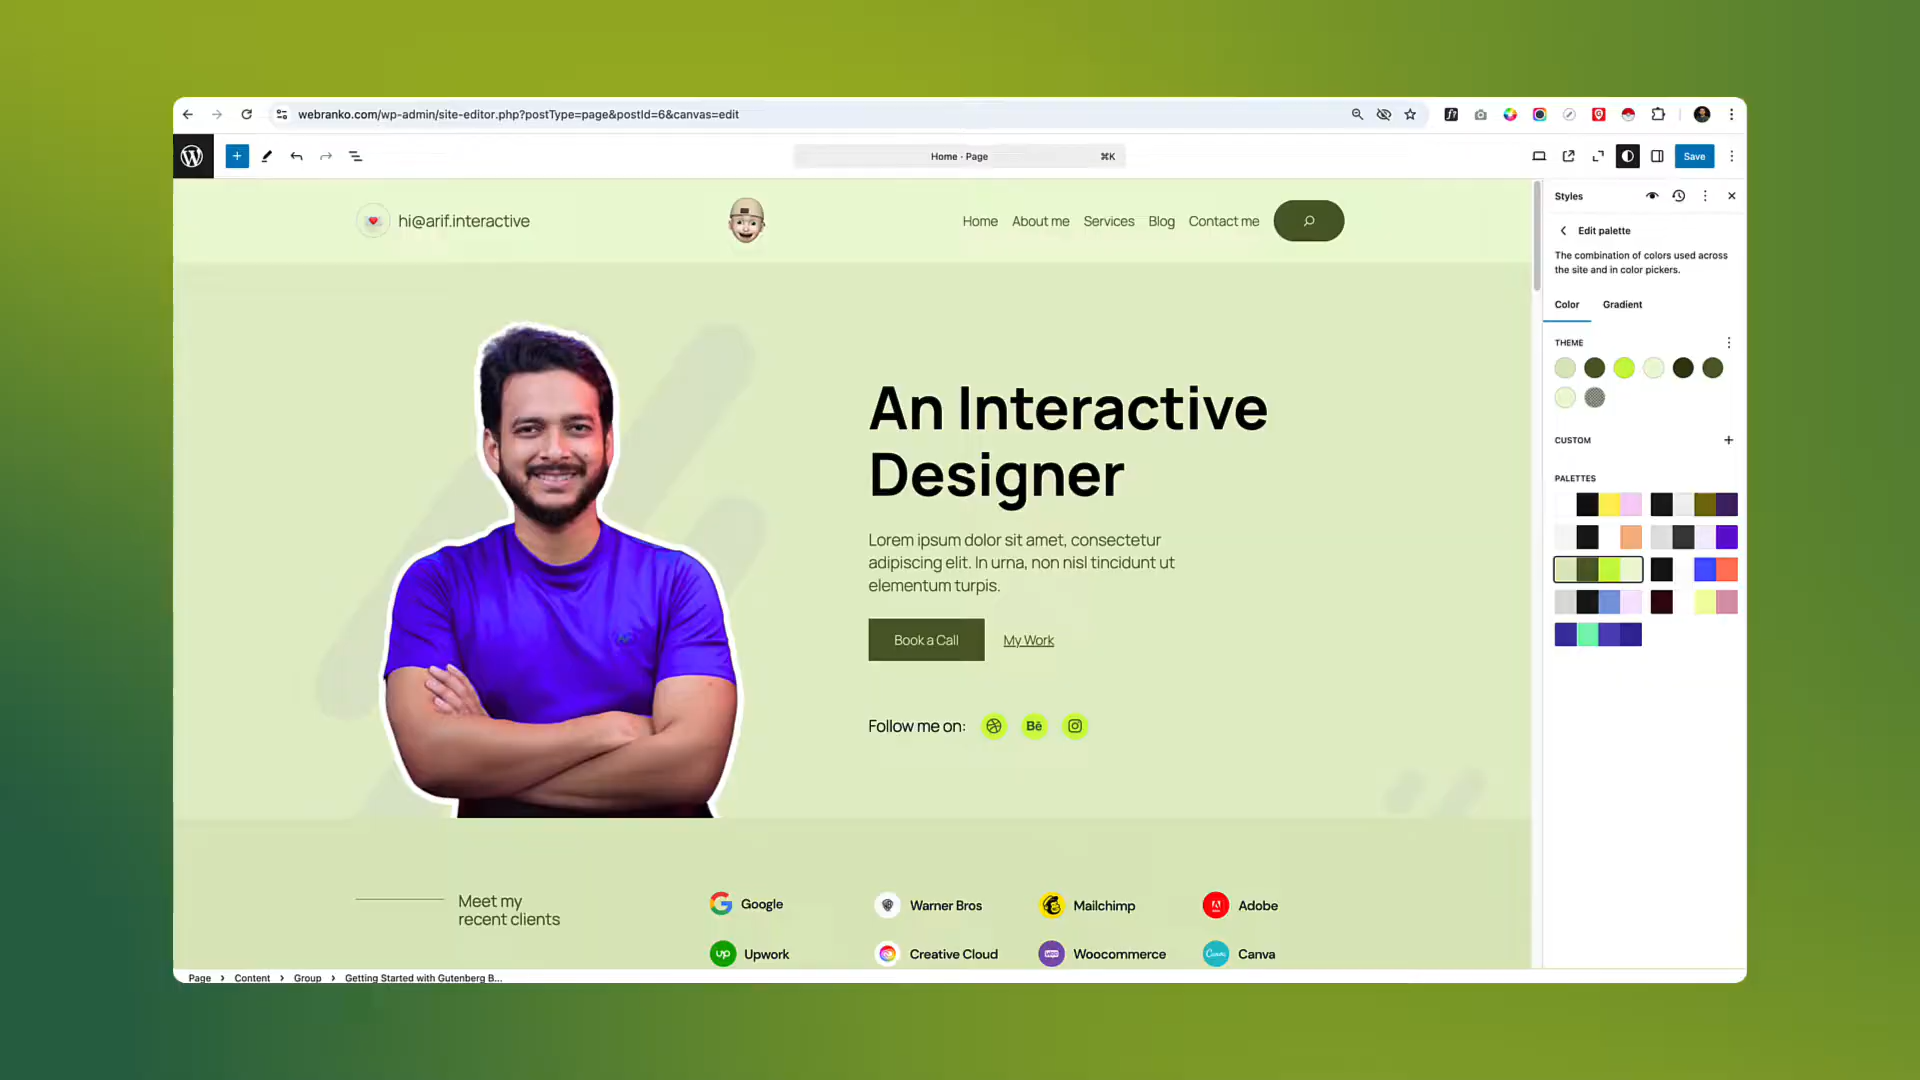 webranko.com/wp-admin/site-editor.php?postType=page&postId=6&canvas=edit
Home · Page
⌘K
Save
hi@arif.interactive
Home
About me
Services
Blog
Contact me
An Interactive
Designer
Lorem ipsum dolor sit amet, consectetur
adipiscing elit. In urna, non nisl tincidunt ut
elementum turpis.
Book a Call
My Work
Follow me on:
Bē
Meet my
recent clients
Google
Warner Bros
Mailchimp
Adobe
up
Upwork
Creative Cloud
woo
Woocommerce
Canva
Canva
Page > Content > Group > Getting Started with Gutenberg B...
Styles
Edit palette
The combination of colors used across
the site and in color pickers.
Color
Gradient
THEME
CUSTOM
PALETTES